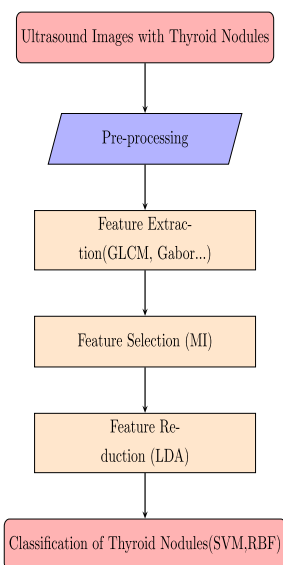 Ultrasound Images with Thyroid Nodules
Pre-processing
Feature Extrac-
tion(GLCM, Gabor...)
Feature Selection (MI)
Feature Re-
duction (LDA)
Classification of Thyroid Nodules(SVM,RBF)